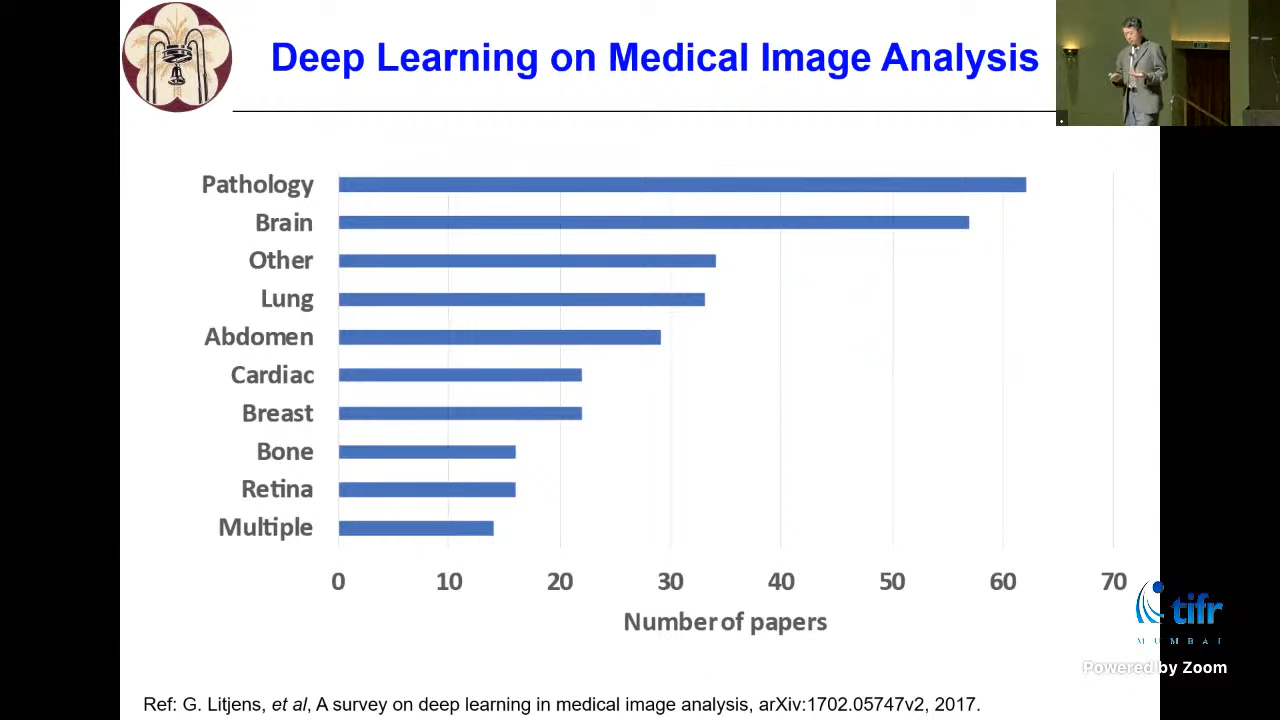 Deep Learning on Medical Image Analysis
Pathology
Brain
Other
Lung
Abdomen
Cardiac
Breast
Bone
Retina
Multiple
0 10 20 30 40 50 60 70
Number of papers
tifr
MUMBAI
Powered by Zoom
Ref: G. Litjens, et al, A survey on deep learning in medical image analysis, arXiv:1702.05747v2, 2017.